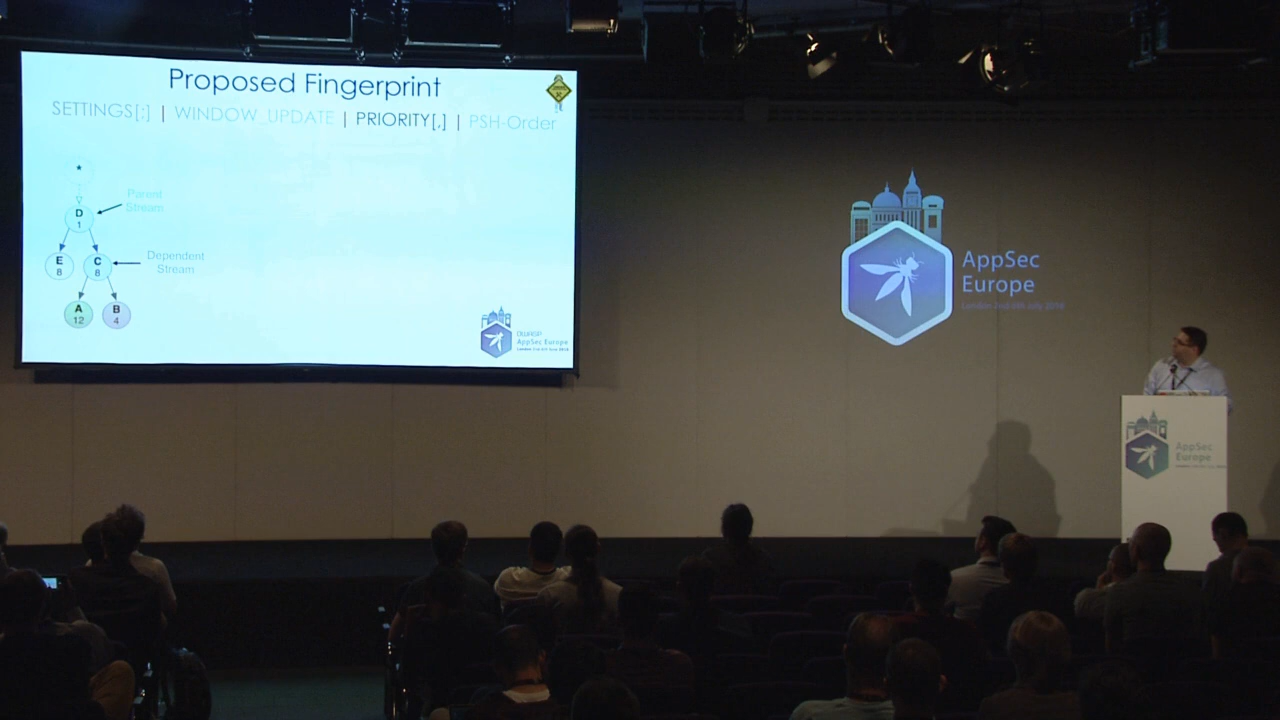 Proposed Fingerprint
SETTINGS[;] | WINDOW_UPDATE | PRIORITY[,] | PSH-Order
*
Parent
Stream
D
1
Dependent
Stream
E
8
C
8
A
12
B
4
OWASP
AppSec Europe
AppSec
Europe
AppSec
Europe